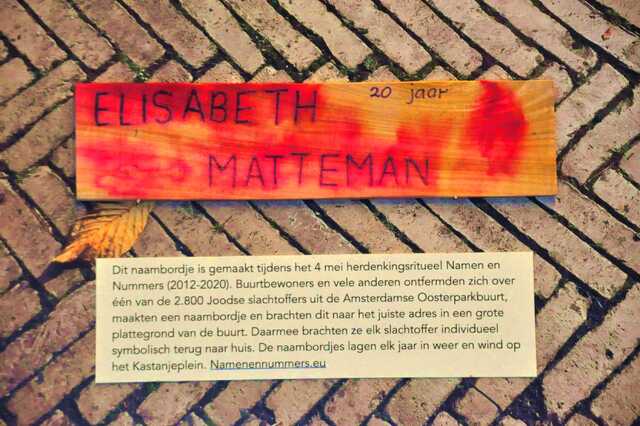 ELISABETH 20 jaar
MATTEMAN
Dit naambordje is gemaakt tijdens het 4 mei herdenkingsritueel Namen en
Nummers (2012-2020). Buurtbewoners en vele anderen ontfermden zich over
één van de 2.800 Joodse slachtoffers uit de Amsterdamse Oosterparkbuurt,
maakten een naambordje en brachten dit naar het juiste adres in een grote
plattegrond van de buurt. Daarmee brachten ze elk slachtoffer individueel
symbolisch terug naar huis. De naambordjes lagen elk jaar in weer en wind op
het Kastanjeplein. Namenennummers.eu